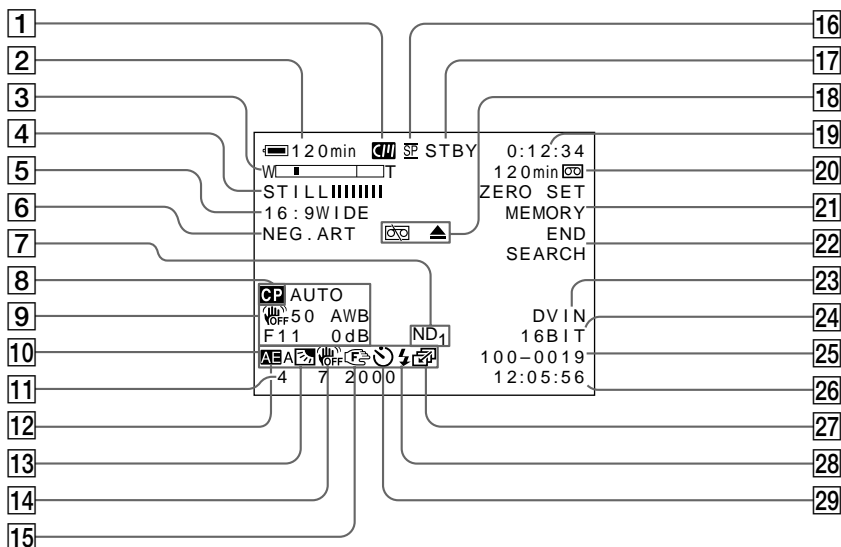 1
2
3
4
5
6
7
8
9
10
11
12
13
14
15
16
17
18
19
20
21
22
23
24
25
26
27
28
29
120min SP STBY 0:12:34
W T 120min
STILL ZERO SET
16:9WIDE MEMORY
NEG.ART END
SEARCH
CP AUTO
OFF 50 AWB DV IN
F11 0dB ND1 16BIT
AE A OFF F 100–0019
4 7 2000 12:05:56